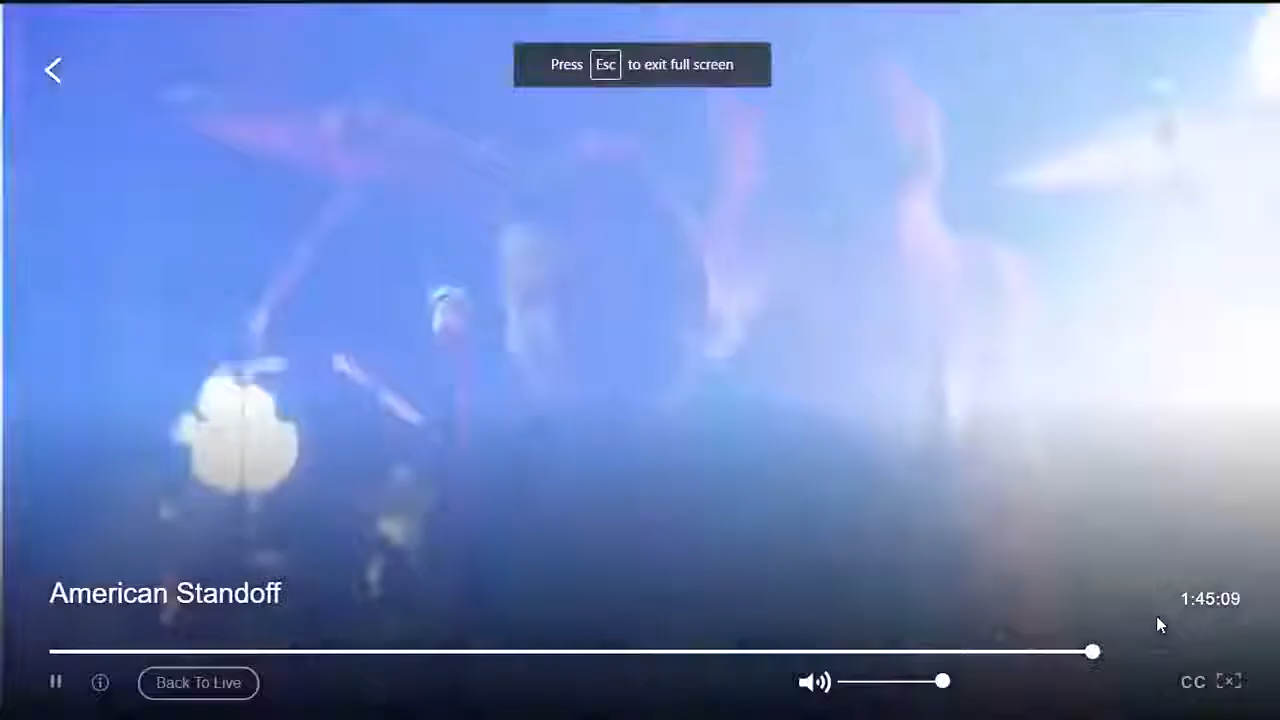 Press Esc to exit full screen
American Standoff
1:45:09
Back To Live
CC